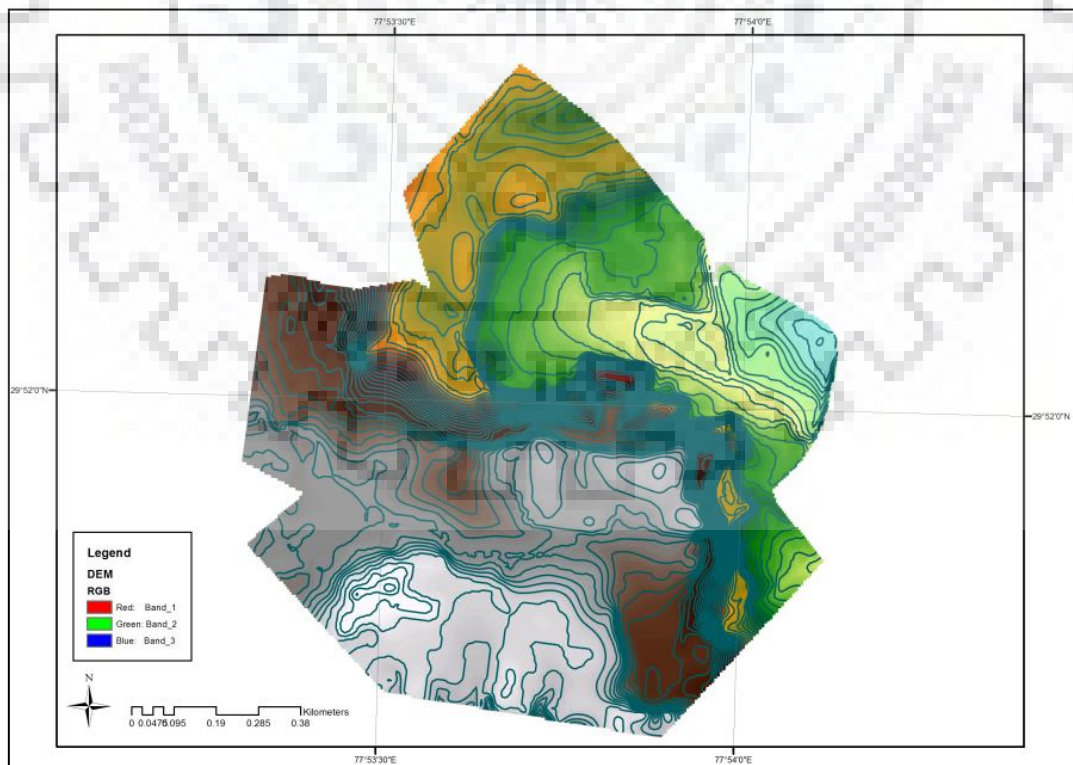 77°53'30"E 77°54'0"E
29°52'0"N 29°52'0"N
Legend
DEM
RGB
Red: Band_1
Green: Band_2
Blue: Band_3
N
Kilometers
0 0.0475 0.095 0.19 0.285 0.38
77°53'30"E 77°54'0"E